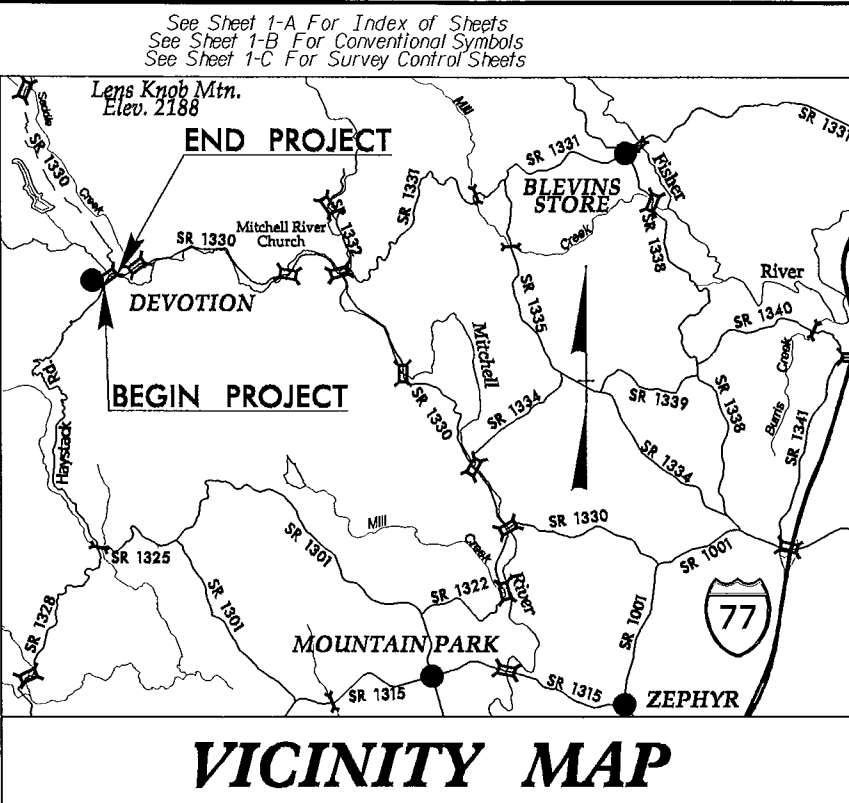 See Sheet 1-A For Index of Sheets
See Sheet 1-B For Conventional Symbols
See Sheet 1-C For Survey Control Sheets
Lens Knob Mtn.
Elev. 2188
END PROJECT
Saddle
Creek
SR 1330
SR 1330
Mitchell River
Church
SR 1332
SR 1331
Mill
SR 1331
SR 1331
BLEVINS
STORE
Fisher
River
Creek
SR 1338
DEVOTION
BEGIN PROJECT
Haystack
Rd.
SR 1335
Mitchell
River
SR 1340
Burris
Creek
SR 1341
SR 1330
SR 1334
SR 1339
SR 1338
SR 1334
SR 1330
SR 1001
SR 1325
SR 1301
Mill
Creek
SR 1322
SR 1328
SR 1301
SR 1001
77
MOUNTAIN PARK
SR 1315
SR 1315
ZEPHYR
VICINITY MAP